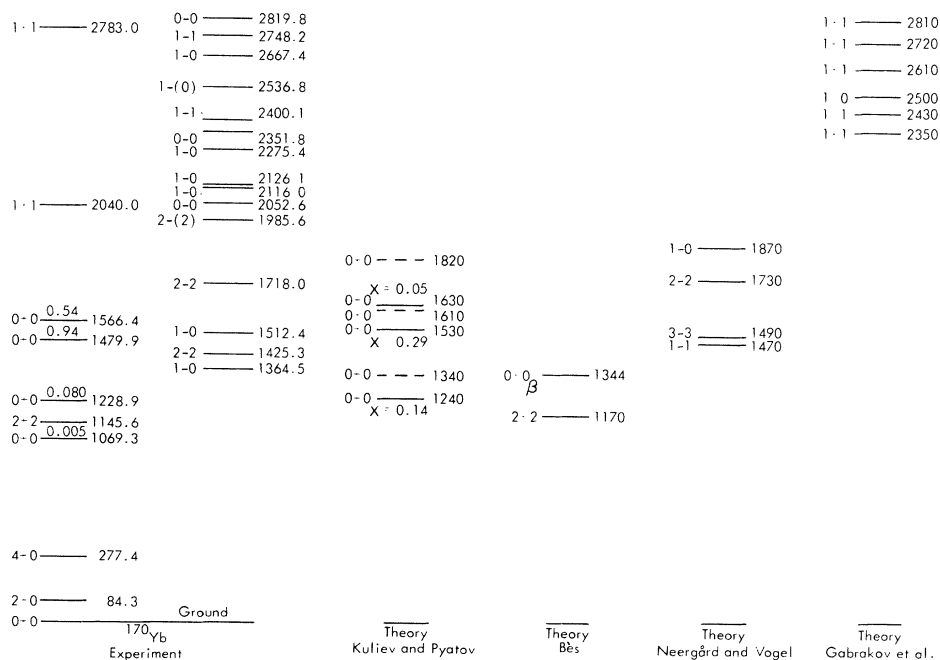 1·1 2783.0
1·1 2040.0
0+0 0.54 1566.4
0+0 0.94 1479.9
0+0 0.080 1228.9
2+2 1145.6
0+0 0.005 1069.3
4-0 277.4
2-0 84.3
0-0
Ground
0-0 2819.8
1-1 2748.2
1-0 2667.4
1-(0) 2536.8
1-1 2400.1
0-0 2351.8
1-0 2275.4
1-0 2126 1
1-0 2116 0
0-0 2052.6
2-(2) 1985.6
2-2 1718.0
1-0 1512.4
2-2 1425.3
1-0 1364.5
170Yb
Experiment
0-0 1820
X = 0.05
0-0 1630
0-0 1610
0-0 1530
X 0.29
0-0 1340
0-0 1240
X = 0.14
Theory
Kuliev and Pyatov
0·0 β 1344
2·2 1170
Theory
Bès
1-0 1870
2-2 1730
3-3 1490
1-1 1470
Theory
Neergård and Vogel
1·1 2810
1·1 2720
1·1 2610
1 0 2500
1 1 2430
1·1 2350
Theory
Gabrakov et al.